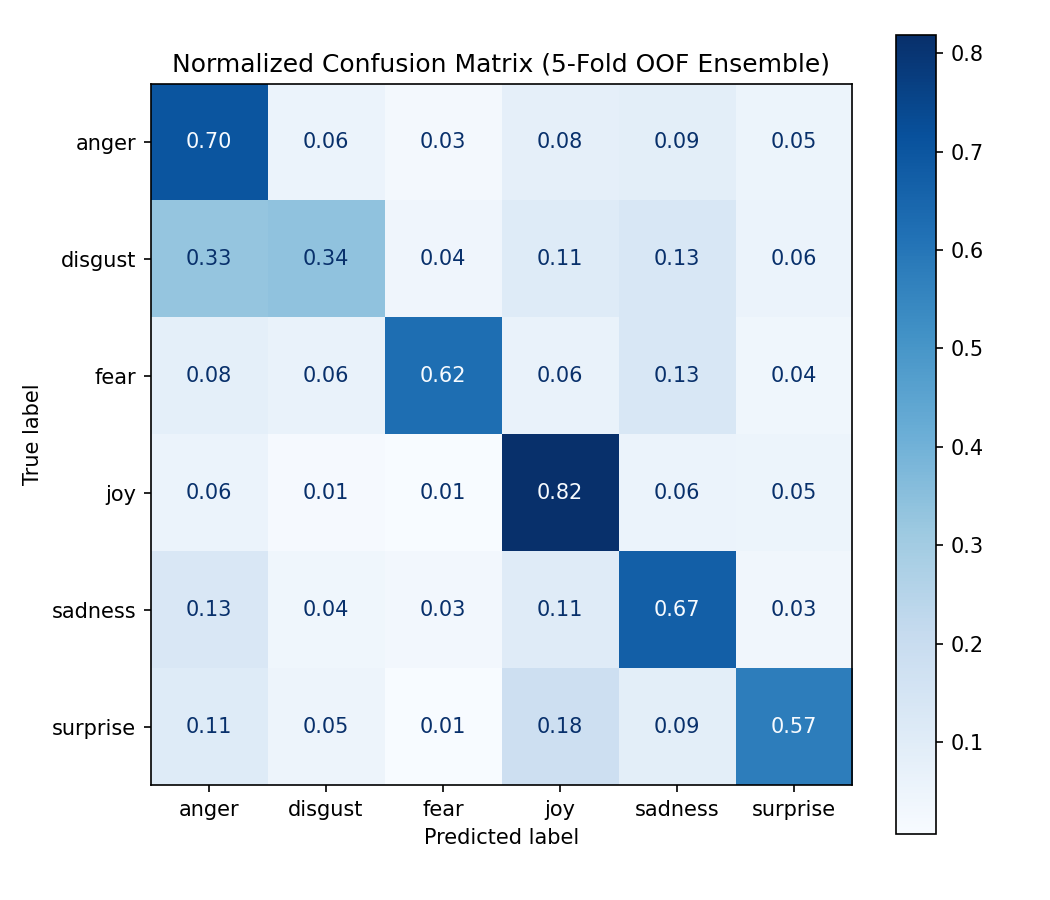 Normalized Confusion Matrix (5-Fold OOF Ensemble)
anger 0.70 0.06 0.03 0.08 0.09 0.05
disgust 0.33 0.34 0.04 0.11 0.13 0.06
fear 0.08 0.06 0.62 0.06 0.13 0.04
joy 0.06 0.01 0.01 0.82 0.06 0.05
sadness 0.13 0.04 0.03 0.11 0.67 0.03
surprise 0.11 0.05 0.01 0.18 0.09 0.57
anger disgust fear joy sadness surprise
Predicted label
True label
0.8
0.7
0.6
0.5
0.4
0.3
0.2
0.1